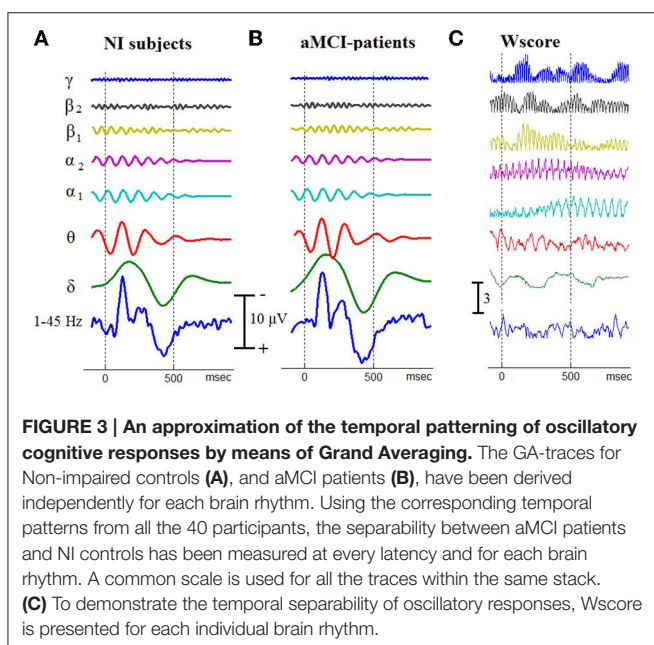 A NI subjects B aMCI-patients C Wscore
γ
β2
β1
α2
α1
θ
δ
1-45 Hz
- 10 μV +
3
0 500 msec 0 500 msec 0 500 msec
FIGURE 3 | An approximation of the temporal patterning of oscillatory
cognitive responses by means of Grand Averaging. The GA-traces for
Non-impaired controls (A), and aMCI patients (B), have been derived
independently for each brain rhythm. Using the corresponding temporal
patterns from all the 40 participants, the separability between aMCI patients
and NI controls has been measured at every latency and for each brain
rhythm. A common scale is used for all the traces within the same stack.
(C) To demonstrate the temporal separability of oscillatory responses, Wscore
is presented for each individual brain rhythm.